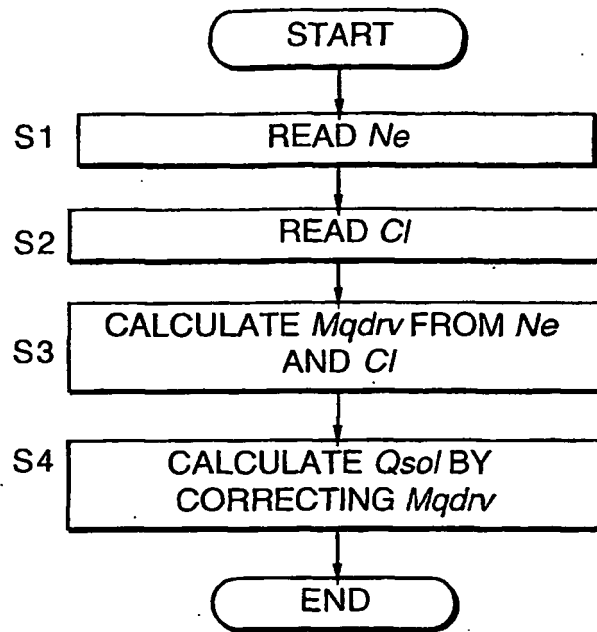 START
S1
READ Ne
S2
READ Cl
S3
CALCULATE Mqdrv FROM Ne
AND Cl
S4
CALCULATE Qsol BY
CORRECTING Mqdrv
END